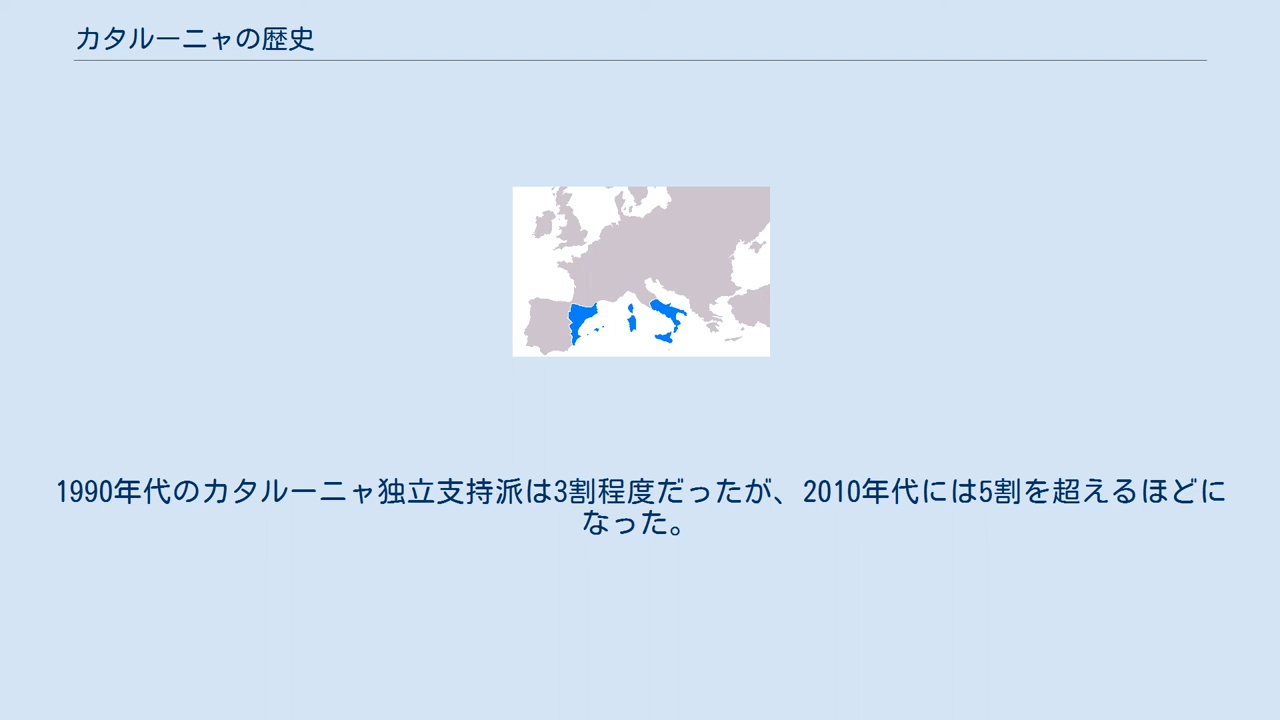 カタルーニャの歴史
1990年代のカタルーニャ独立支持派は3割程度だったが、2010年代には5割を超えるほどに
なった。